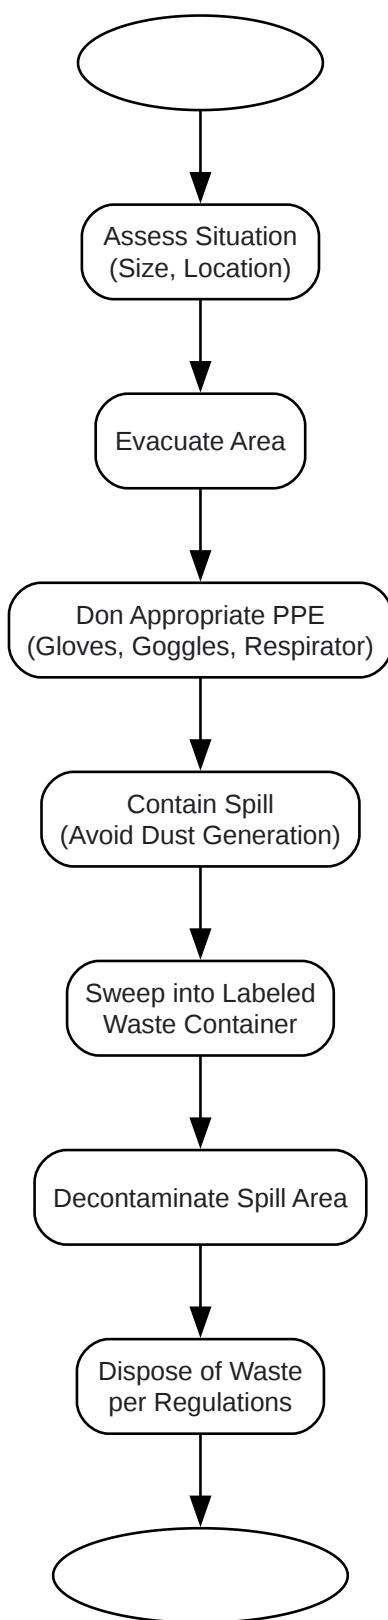 Assess Situation
(Size, Location)
Evacuate Area
Don Appropriate PPE
(Gloves, Goggles, Respirator)
Contain Spill
(Avoid Dust Generation)
Sweep into Labeled
Waste Container
Decontaminate Spill Area
Dispose of Waste
per Regulations